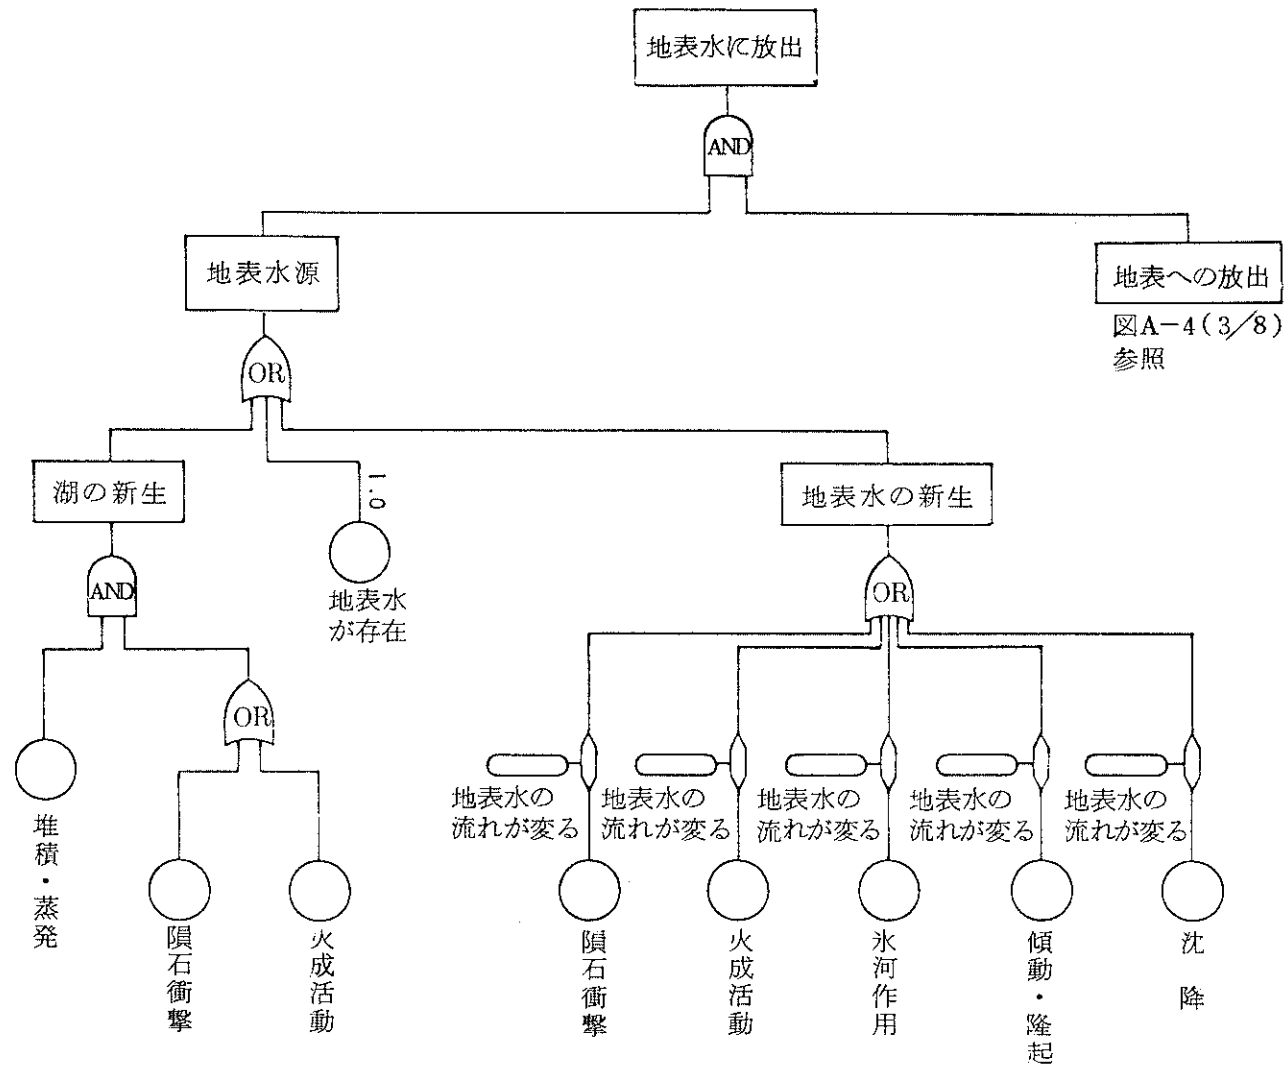 地表水に放出
AND
地表水源
地表への放出
図A-4(3/8)
参照
OR
湖の新生
1.0
地表水の新生
AND
地表水
が存在
OR
OR
地表水の
流れが変る
地表水の
流れが変る
地表水の
流れが変る
地表水の
流れが変る
地表水の
流れが変る
堆積・蒸発
隕石衝撃
火成活動
隕石衝撃
火成活動
氷河作用
傾動・隆起
沈降